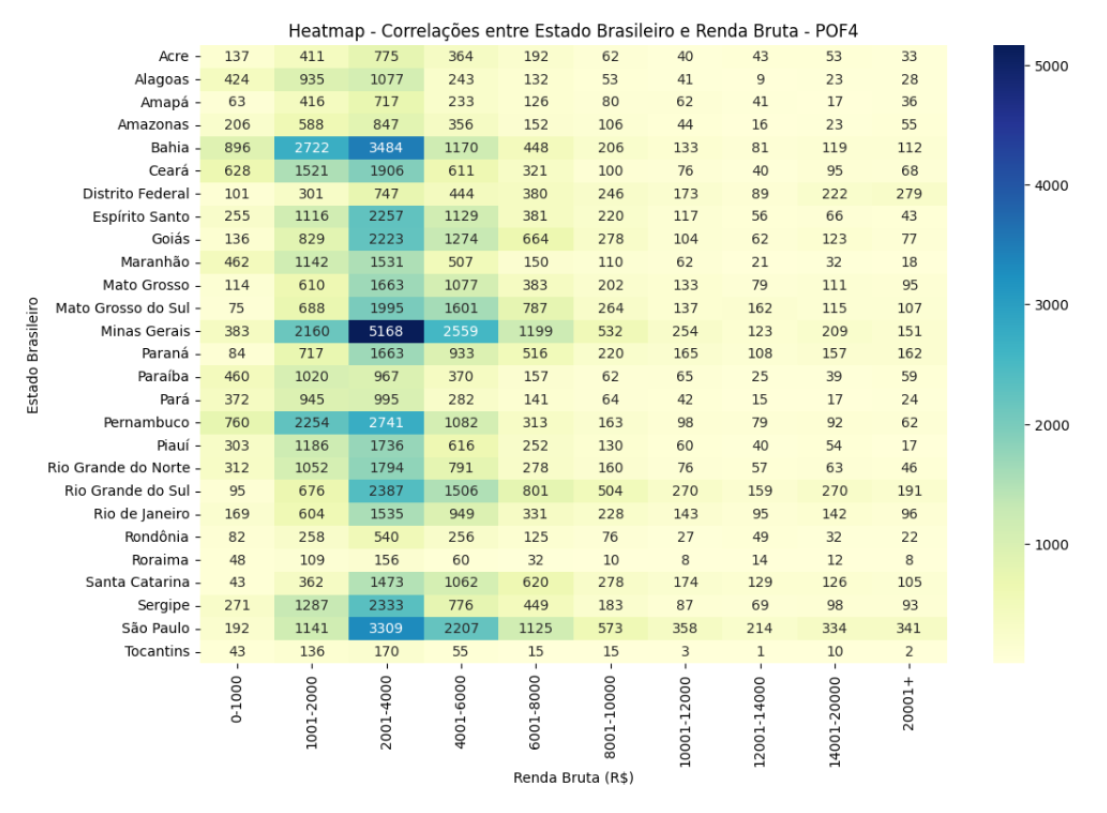 Heatmap - Correlações entre Estado Brasileiro e Renda Bruta - POF4
Acre 137 411 775 364 192 62 40 43 53 33
Alagoas 424 935 1077 243 132 53 41 9 23 28
Amapá 63 416 717 233 126 80 62 41 17 36
Amazonas 206 588 847 356 152 106 44 16 23 55
Bahia 896 2722 3484 1170 448 206 133 81 119 112
Ceará 628 1521 1906 611 321 100 76 40 95 68
Distrito Federal 101 301 747 444 380 246 173 89 222 279
Espírito Santo 255 1116 2257 1129 381 220 117 56 66 43
Goiás 136 829 2223 1274 664 278 104 62 123 77
Maranhão 462 1142 1531 507 150 110 62 21 32 18
Mato Grosso 114 610 1663 1077 383 202 133 79 111 95
Mato Grosso do Sul 75 688 1995 1601 787 264 137 162 115 107
Minas Gerais 383 2160 5168 2559 1199 532 254 123 209 151
Paraná 84 717 1663 933 516 220 165 108 157 162
Paraíba 460 1020 967 370 157 62 65 25 39 59
Pará 372 945 995 282 141 64 42 15 17 24
Pernambuco 760 2254 2741 1082 313 163 98 79 92 62
Piauí 303 1186 1736 616 252 130 60 40 54 17
Rio Grande do Norte 312 1052 1794 791 278 160 76 57 63 46
Rio Grande do Sul 95 676 2387 1506 801 504 270 159 270 191
Rio de Janeiro 169 604 1535 949 331 228 143 95 142 96
Rondônia 82 258 540 256 125 76 27 49 32 22
Roraima 48 109 156 60 32 10 8 14 12 8
Santa Catarina 43 362 1473 1062 620 278 174 129 126 105
Sergipe 271 1287 2333 776 449 183 87 69 98 93
São Paulo 192 1141 3309 2207 1125 573 358 214 334 341
Tocantins 43 136 170 55 15 15 3 1 10 2
0-1000 1001-2000 2001-4000 4001-6000 6001-8000 8001-10000 10001-12000 12001-14000 14001-20000 20001+
Renda Bruta (R$)
Estado Brasileiro
5000
4000
3000
2000
1000